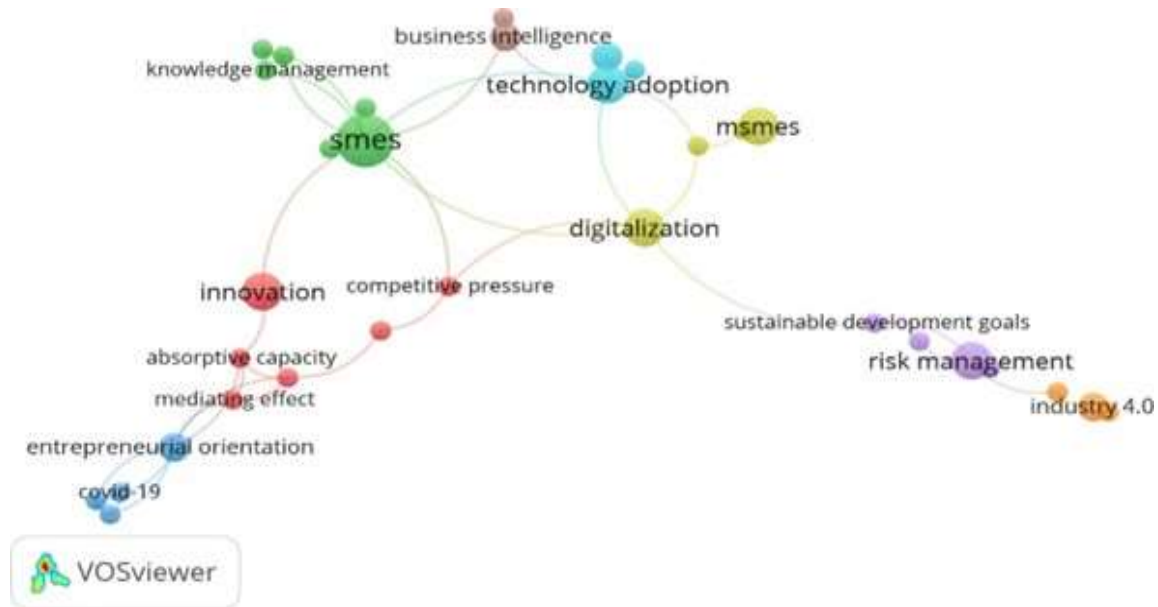 business intelligence
knowledge management
technology adoption
msmes
smes
digitalization
innovation
competitive pressure
sustainable development goals
absorptive capacity
risk management
mediating effect
industry 4.0
entrepreneurial orientation
covid-19
VOSviewer